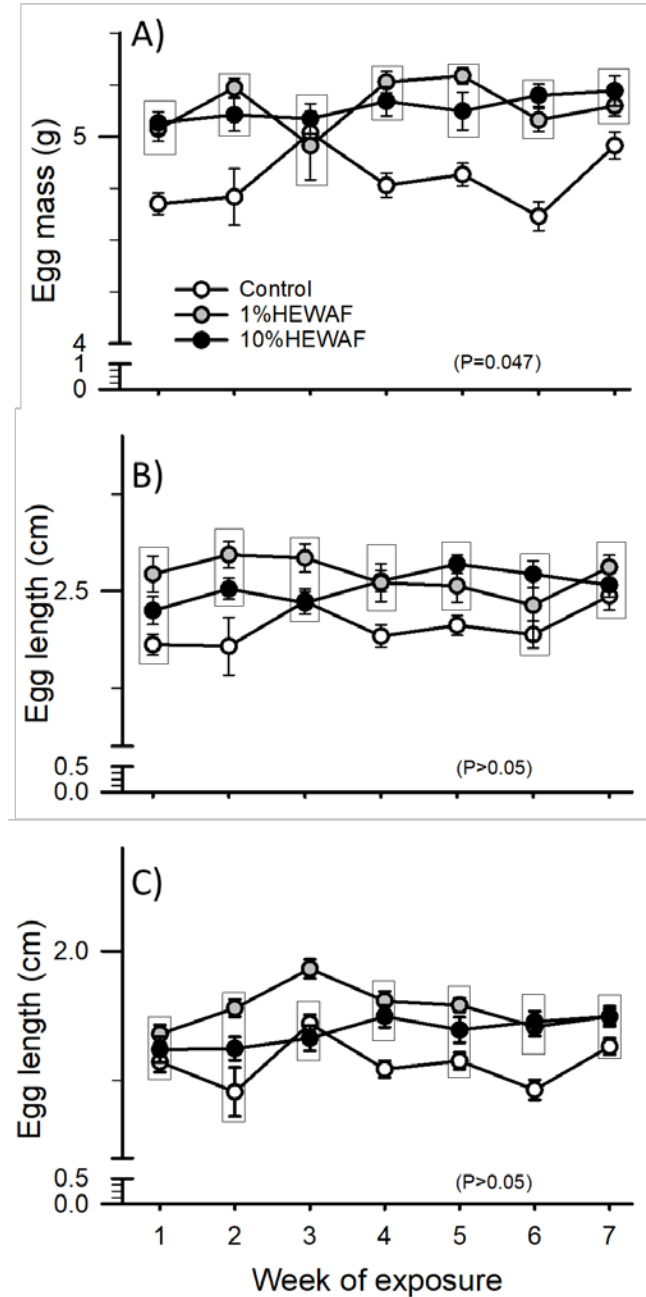 A)
Egg mass (g)
5
4
1
0
Control
1%HEWAF
10%HEWAF
(P=0.047)
B)
Egg length (cm)
2.5
0.5
0.0
(P>0.05)
C)
Egg length (cm)
2.0
0.5
0.0
(P>0.05)
1 2 3 4 5 6 7
Week of exposure